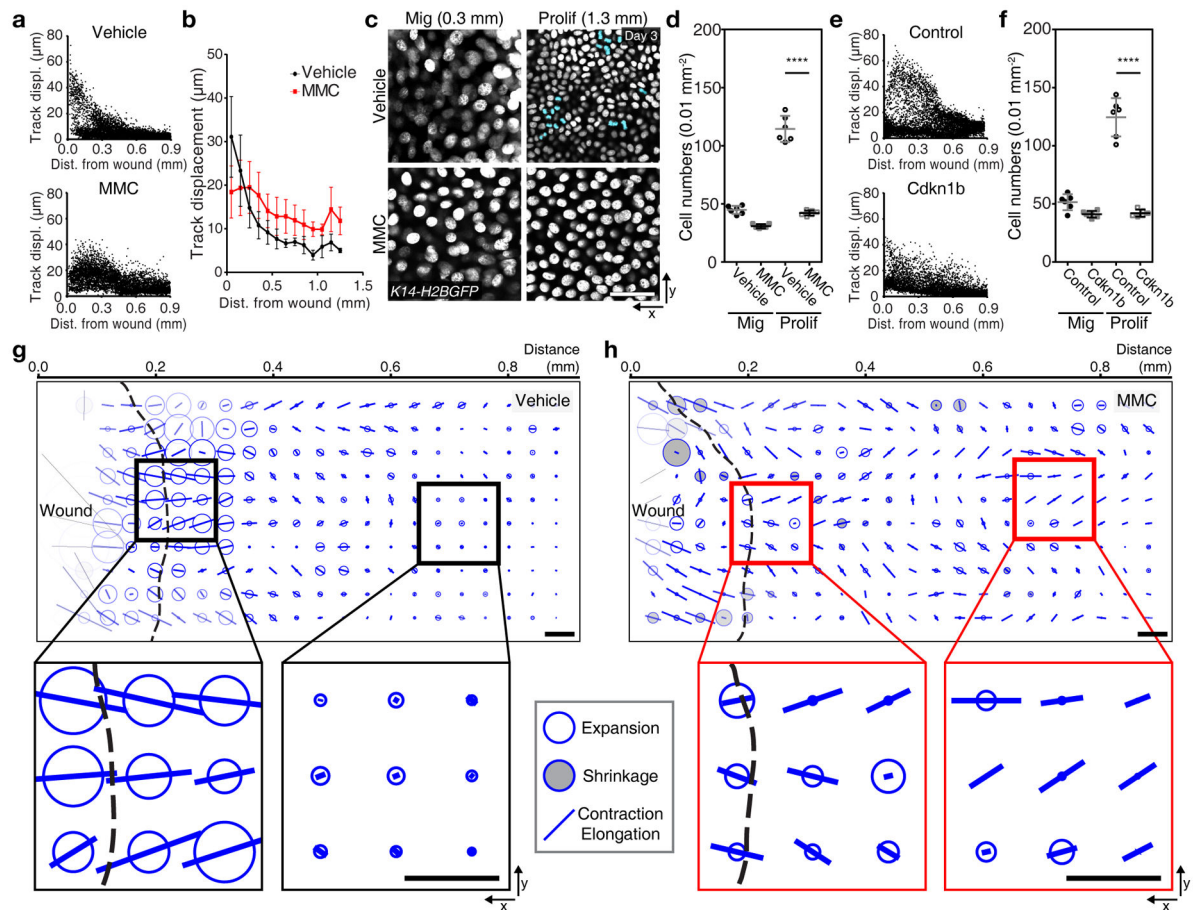 a
Vehicle
Track displ. (µm)
80
60
40
20
0
0.0 0.3 0.6 0.9
Dist. from wound (mm)
MMC
Track displ. (µm)
80
60
40
20
0
0.0 0.3 0.6 0.9
Dist. from wound (mm)
b
Track displacement (µm)
50
40
30
20
10
0
0.0 0.5 1.0 1.5
Dist. from wound (mm)
Vehicle
MMC
c
Mig (0.3 mm) Prolif (1.3 mm)
Day 3
Vehicle
MMC
K14-H2BGFP
y
x
d
Cell numbers (0.01 mm-2)
200
150
100
50
0
****
Vehicle MMC Vehicle MMC
Mig Prolif
e
Control
Track displ. (µm)
80
60
40
20
0
0.0 0.3 0.6 0.9
Dist. from wound (mm)
Cdkn1b
Track displ. (µm)
80
60
40
20
0
0.0 0.3 0.6 0.9
Dist. from wound (mm)
f
Cell numbers (0.01 mm-2)
200
150
100
50
0
****
Control Cdkn1b Control Cdkn1b
Mig Prolif
g
Distance
0.0 0.2 0.4 0.6 0.8 (mm)
Vehicle
Wound
y
x
h
Distance
0.0 0.2 0.4 0.6 0.8 (mm)
MMC
Wound
Expansion
Shrinkage
Contraction
Elongation
y
x